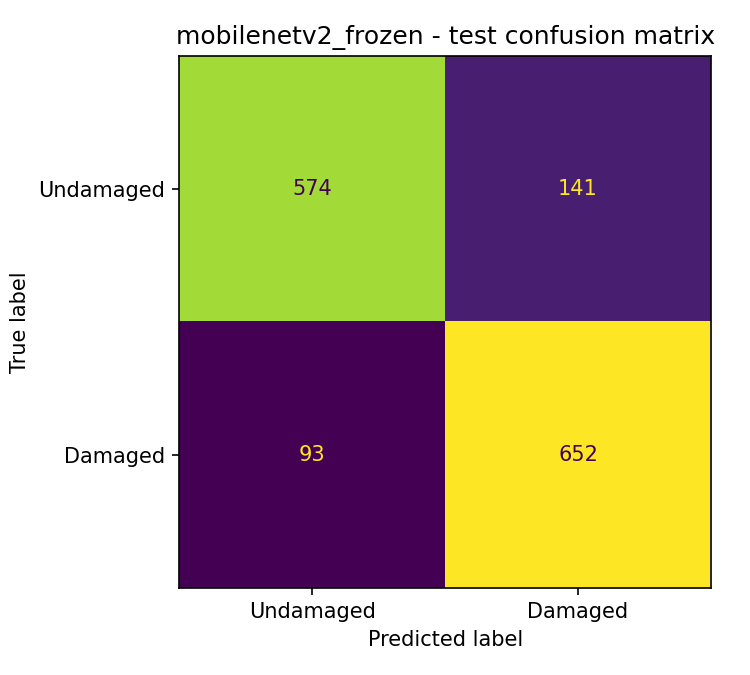 mobilenetv2_frozen - test confusion matrix
True label
Undamaged
574
141
Damaged
93
652
Undamaged
Damaged
Predicted label